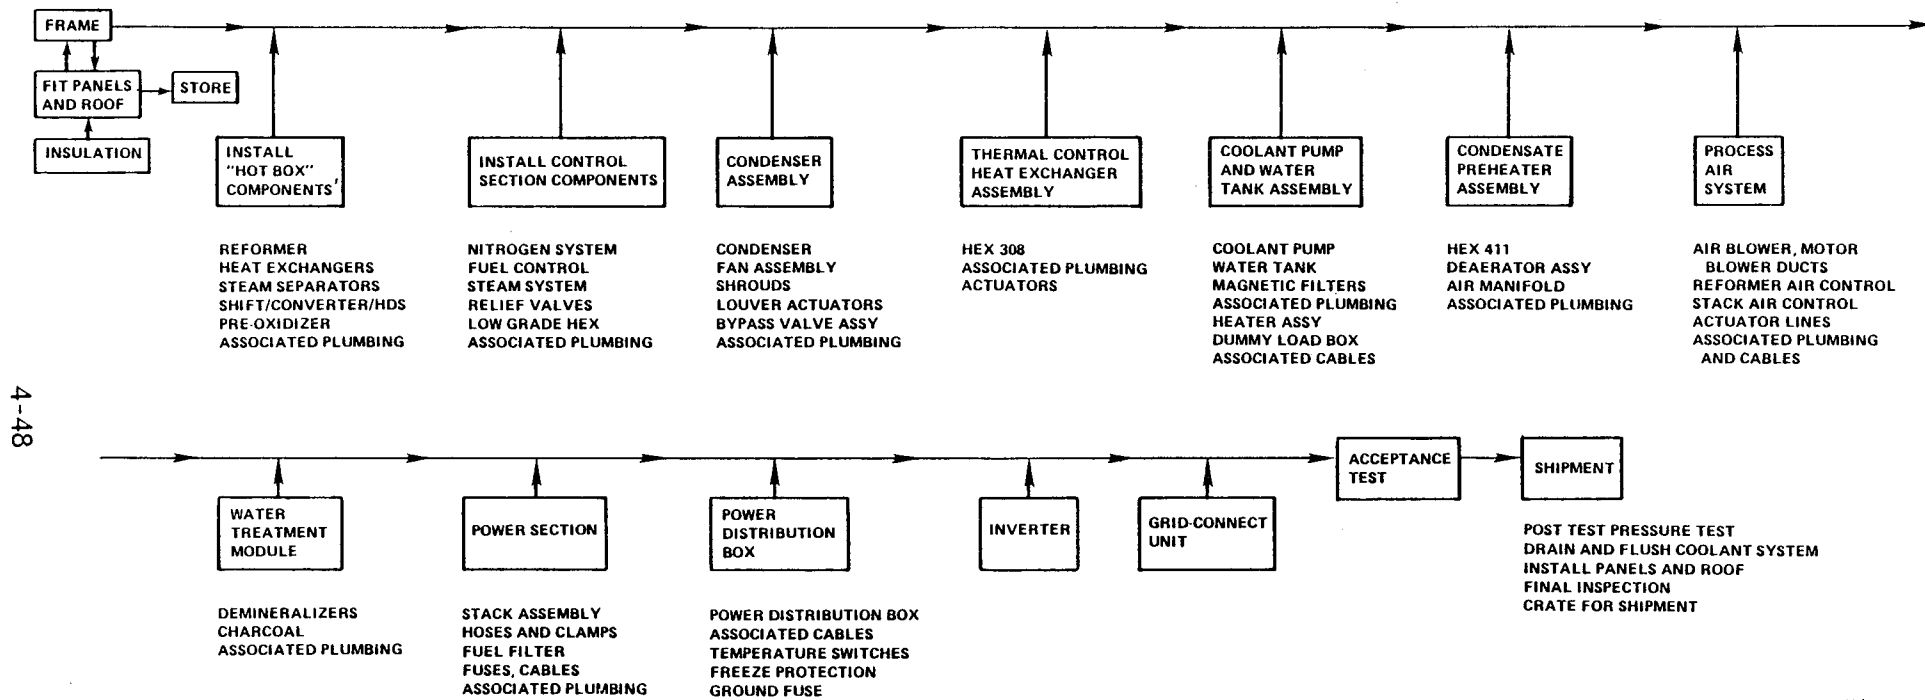 FRAME
FIT PANELS
AND ROOF
STORE
INSULATION
INSTALL
"HOT BOX"
COMPONENTS'
INSTALL CONTROL
SECTION COMPONENTS
CONDENSER
ASSEMBLY
THERMAL CONTROL
HEAT EXCHANGER
ASSEMBLY
COOLANT PUMP
AND WATER
TANK ASSEMBLY
CONDENSATE
PREHEATER
ASSEMBLY
PROCESS
AIR
SYSTEM
REFORMER
HEAT EXCHANGERS
STEAM SEPARATORS
SHIFT/CONVERTER/HDS
PRE-OXIDIZER
ASSOCIATED PLUMBING
NITROGEN SYSTEM
FUEL CONTROL
STEAM SYSTEM
RELIEF VALVES
LOW GRADE HEX
ASSOCIATED PLUMBING
CONDENSER
FAN ASSEMBLY
SHROUDS
LOUVER ACTUATORS
BYPASS VALVE ASSY
ASSOCIATED PLUMBING
HEX 308
ASSOCIATED PLUMBING
ACTUATORS
COOLANT PUMP
WATER TANK
MAGNETIC FILTERS
ASSOCIATED PLUMBING
HEATER ASSY
DUMMY LOAD BOX
ASSOCIATED CABLES
HEX 411
DEAERATOR ASSY
AIR MANIFOLD
ASSOCIATED PLUMBING
AIR BLOWER, MOTOR
BLOWER DUCTS
REFORMER AIR CONTROL
STACK AIR CONTROL
ACTUATOR LINES
ASSOCIATED PLUMBING
AND CABLES
4-48
WATER
TREATMENT
MODULE
POWER SECTION
POWER
DISTRIBUTION
BOX
INVERTER
GRID-CONNECT
UNIT
ACCEPTANCE
TEST
SHIPMENT
DEMINERALIZERS
CHARCOAL
ASSOCIATED PLUMBING
STACK ASSEMBLY
HOSES AND CLAMPS
FUEL FILTER
FUSES, CABLES
ASSOCIATED PLUMBING
POWER DISTRIBUTION BOX
ASSOCIATED CABLES
TEMPERATURE SWITCHES
FREEZE PROTECTION
GROUND FUSE
POST TEST PRESSURE TEST
DRAIN AND FLUSH COOLANT SYSTEM
INSTALL PANELS AND ROOF
FINAL INSPECTION
CRATE FOR SHIPMENT